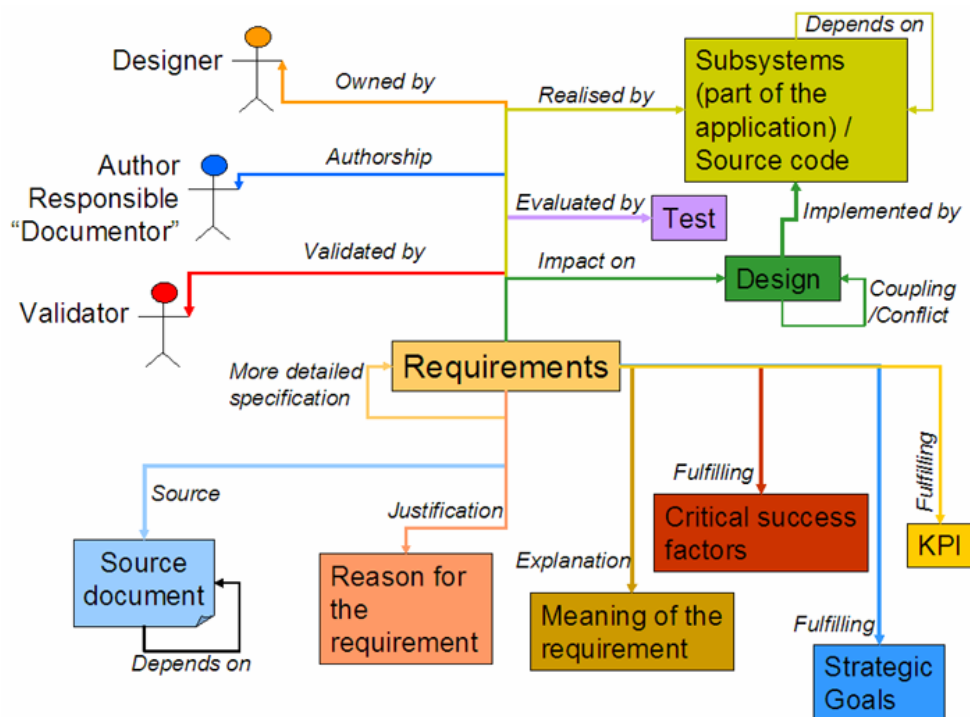 Designer
Owned by
Realised by
Depends on
Subsystems
(part of the
application) /
Source code
Author
Responsible
“Documentor”
Authorship
Evaluated by
Test
Implemented by
Validator
Validated by
Impact on
Design
Coupling
/Conflict
More detailed
specification
Requirements
Source
Justification
Explanation
Fulfilling
Fulfilling
Fulfilling
Source
document
Depends on
Reason for
the
requirement
Meaning of the
requirement
Critical success
factors
KPI
Strategic
Goals